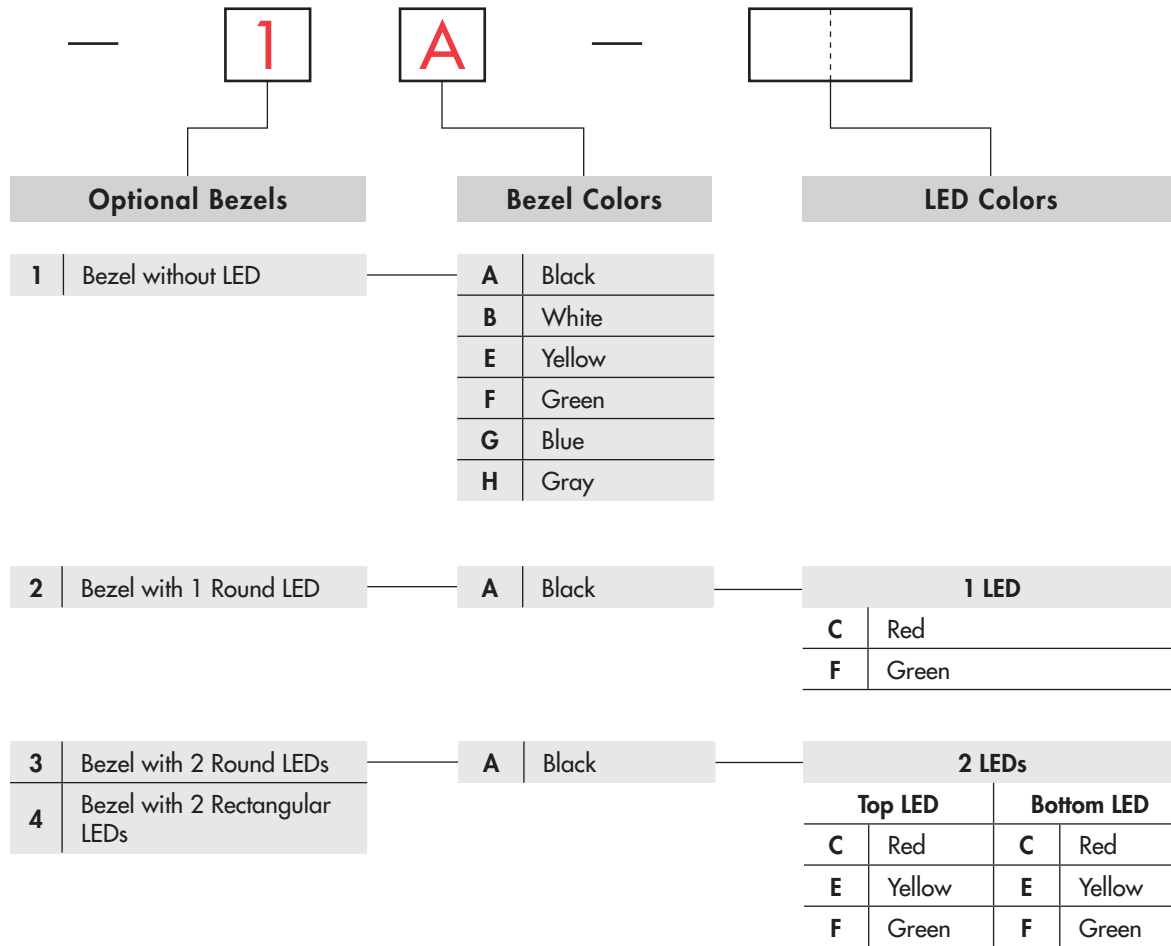 — 1 A —
Optional Bezels Bezel Colors LED Colors
1 Bezel without LED A Black
B White
E Yellow
F Green
G Blue
H Gray
2 Bezel with 1 Round LED A Black 1 LED
C Red
F Green
3 Bezel with 2 Round LEDs A Black 2 LEDs
4 Bezel with 2 Rectangular
LEDs
Top LED Bottom LED
C Red C Red
E Yellow E Yellow
F Green F Green